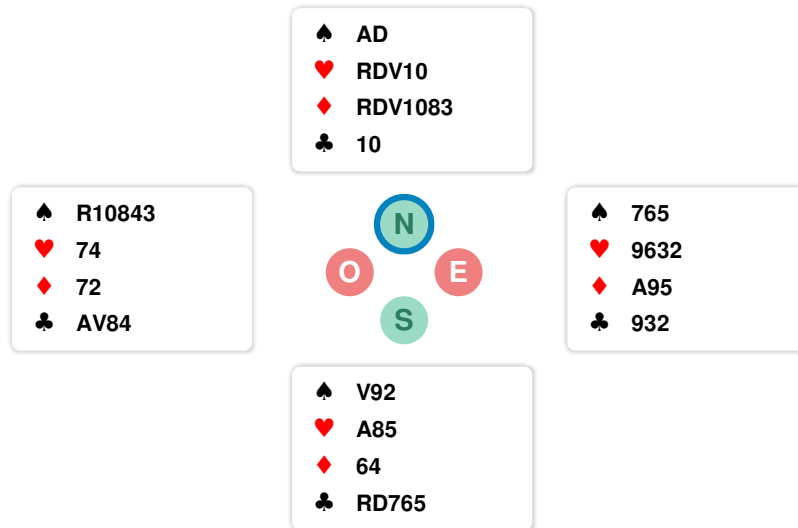 ♠ AD
♥ RDV10
♦ RDV1083
♣ 10
♠ R10843
♥ 74
♦ 72
♣ AV84
N
O E
S
♠ 765
♥ 9632
♦ A95
♣ 932
♠ V92
♥ A85
♦ 64
♣ RD765